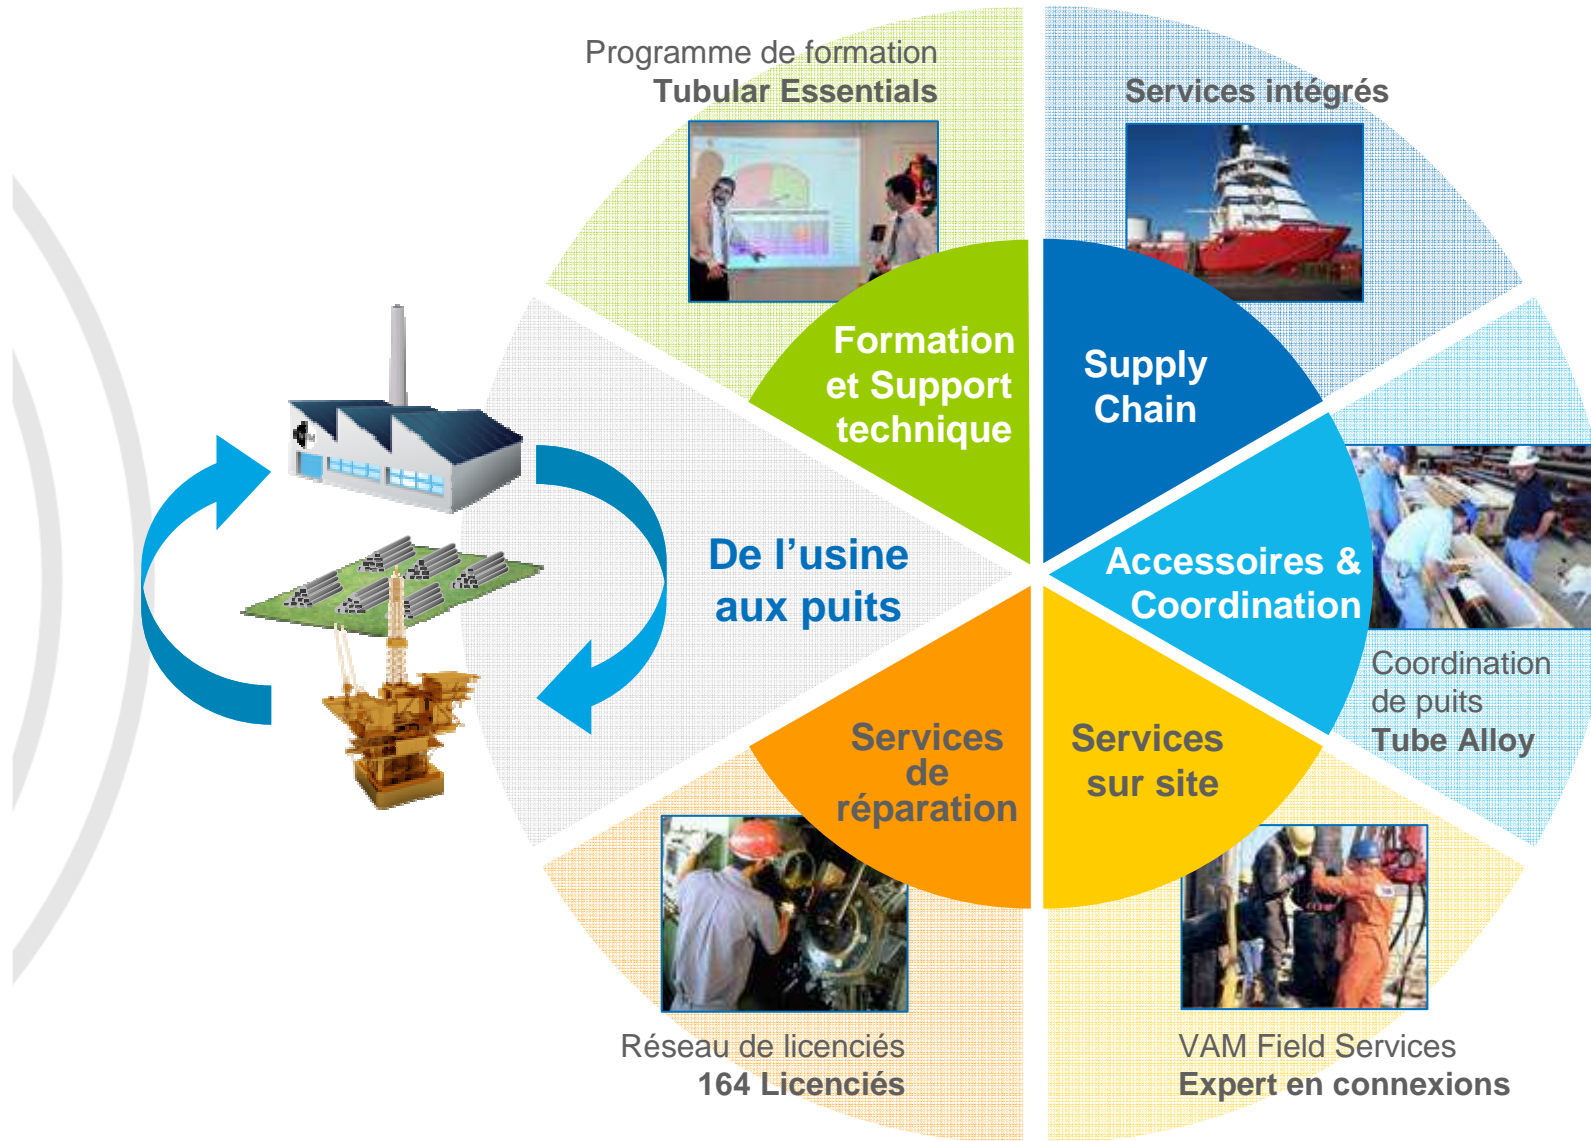 Programme de formation
Tubular Essentials
Services intégrés
Formation
et Support
technique
Supply
Chain
De l’usine
aux puits
Accessoires &
Coordination
Coordination
de puits
Tube Alloy
Services
de
réparation
Services
sur site
Réseau de licenciés
164 Licenciés
VAM Field Services
Expert en connexions